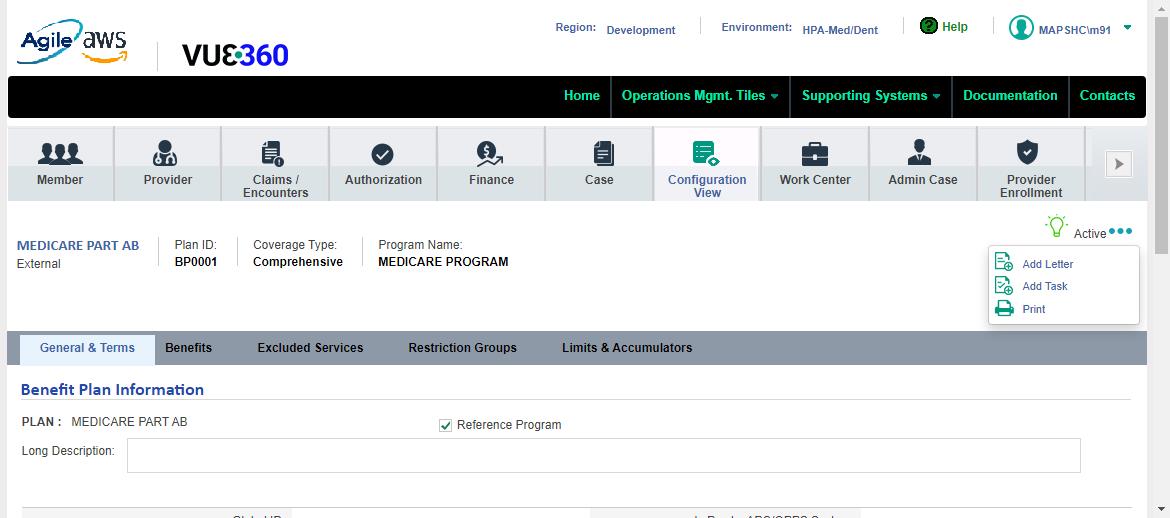 Agile aws
VUE360
Region: Development Environment: HPA-Med/Dent Help MAPSHC\m91
Home Operations Mgmt. Tiles Supporting Systems Documentation Contacts
Member Provider Claims / Encounters Authorization Finance Case Configuration View Work Center Admin Case Provider Enrollment
Active
MEDICARE PART AB Plan ID: Coverage Type: Program Name:
External BP0001 Comprehensive MEDICARE PROGRAM
Add Letter
Add Task
Print
General & Terms Benefits Excluded Services Restriction Groups Limits & Accumulators
Benefit Plan Information
PLAN : MEDICARE PART AB Reference Program
Long Description: